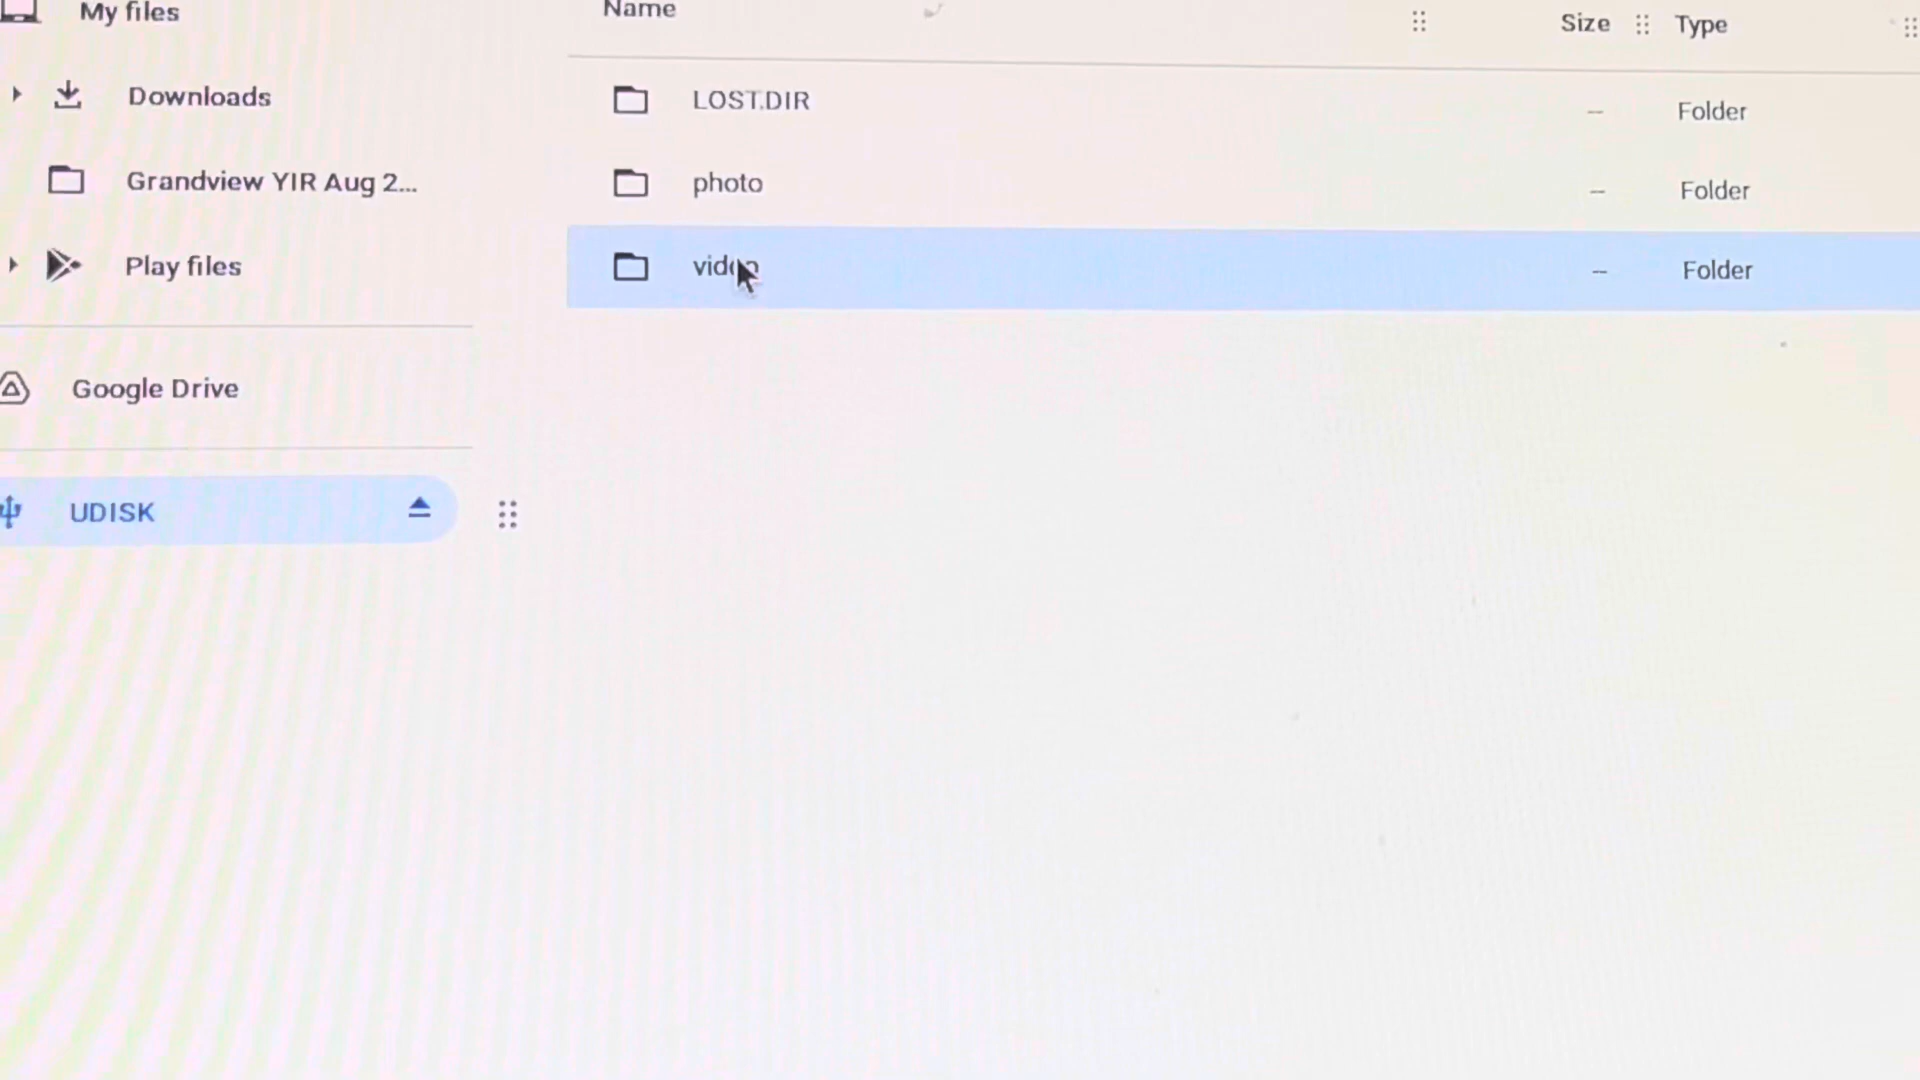 My files
Downloads
Grandview YIR Aug 2...
Play files
Google Drive
UDISK
Name Size Type
LOST.DIR -- Folder
photo -- Folder
video -- Folder